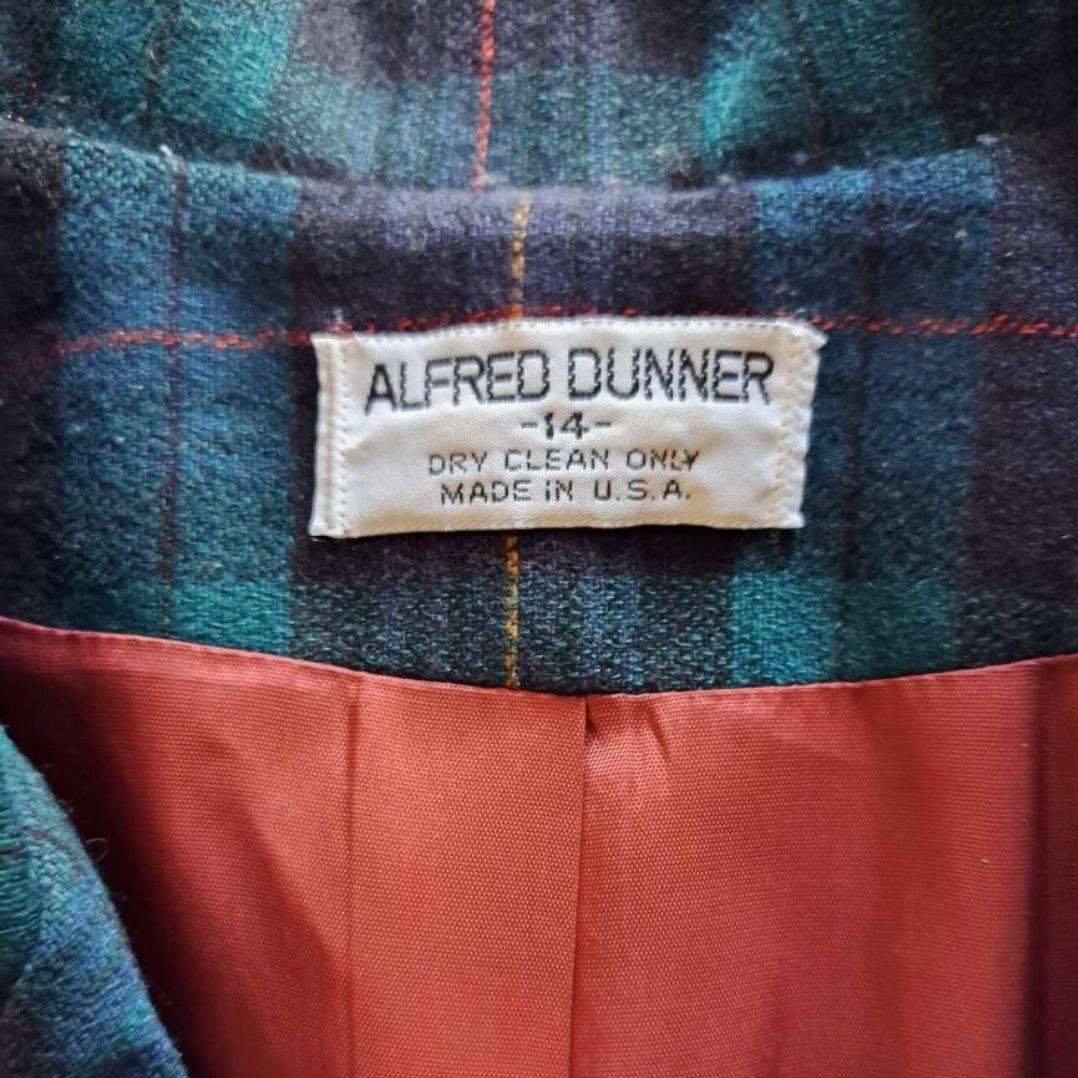 ALFRED DUNNER
-14-
DRY CLEAN ONLY
MADE IN U.S.A.